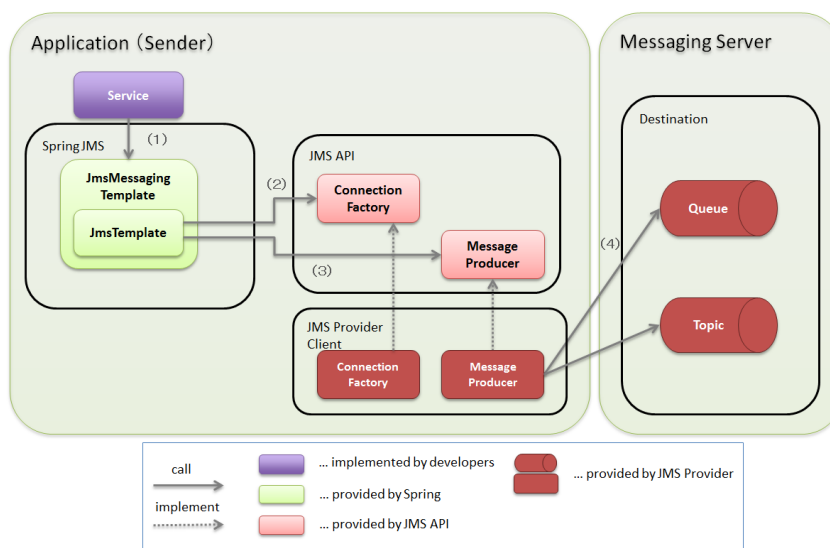 Application（Sender）
Messaging Server
Service
(1)
Spring JMS
JmsMessaging
Template
JmsTemplate
(2)
(3)
JMS API
Connection
Factory
Message
Producer
JMS Provider
Client
Connection
Factory
Message
Producer
(4)
Destination
Queue
Topic
call
implement
... implemented by developers
... provided by Spring
... provided by JMS API
... provided by JMS Provider